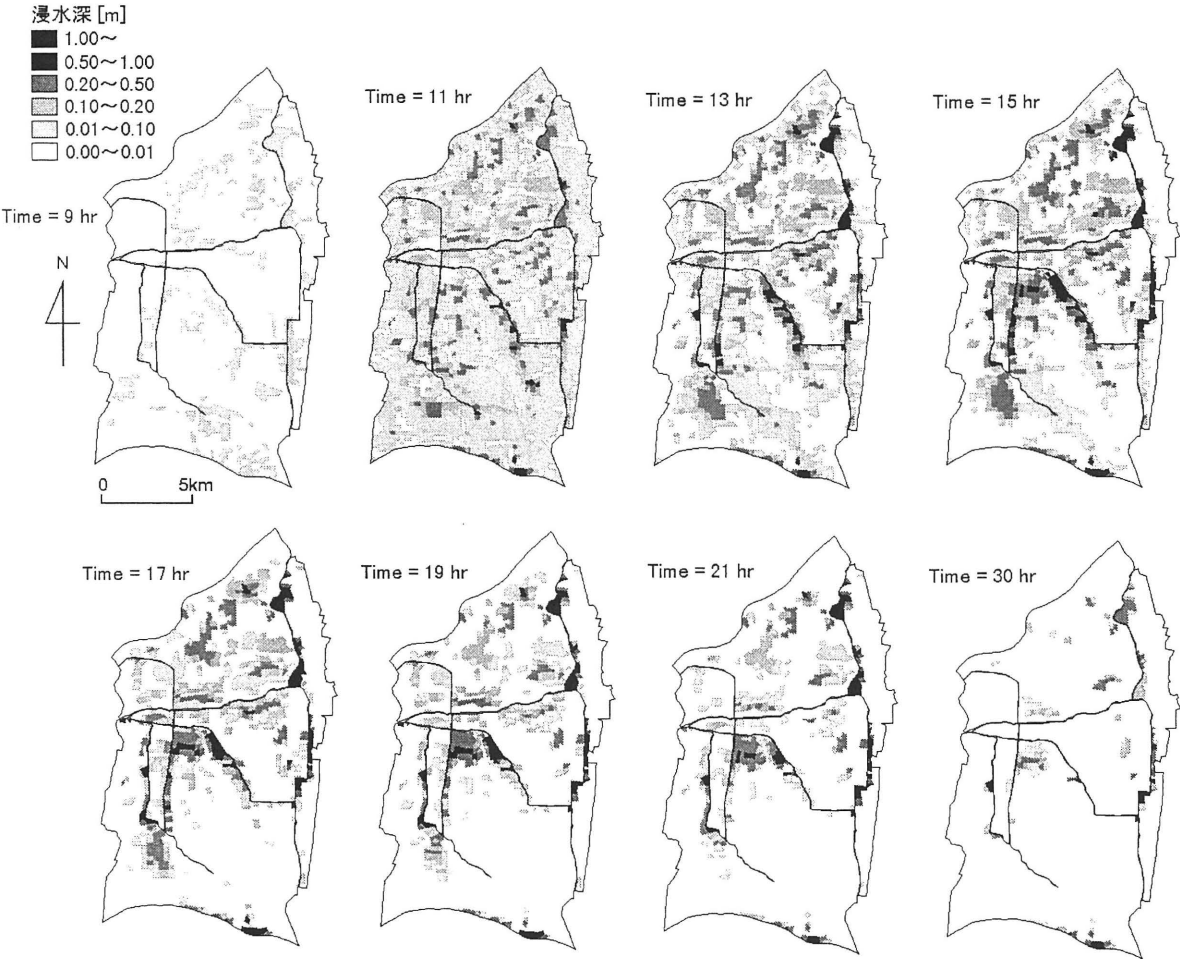 浸水深 [m]
1.00～
0.50～1.00
0.20～0.50
0.10～0.20
0.01～0.10
0.00～0.01
Time = 9 hr
Time = 11 hr
Time = 13 hr
Time = 15 hr
N
0 5km
Time = 17 hr
Time = 19 hr
Time = 21 hr
Time = 30 hr